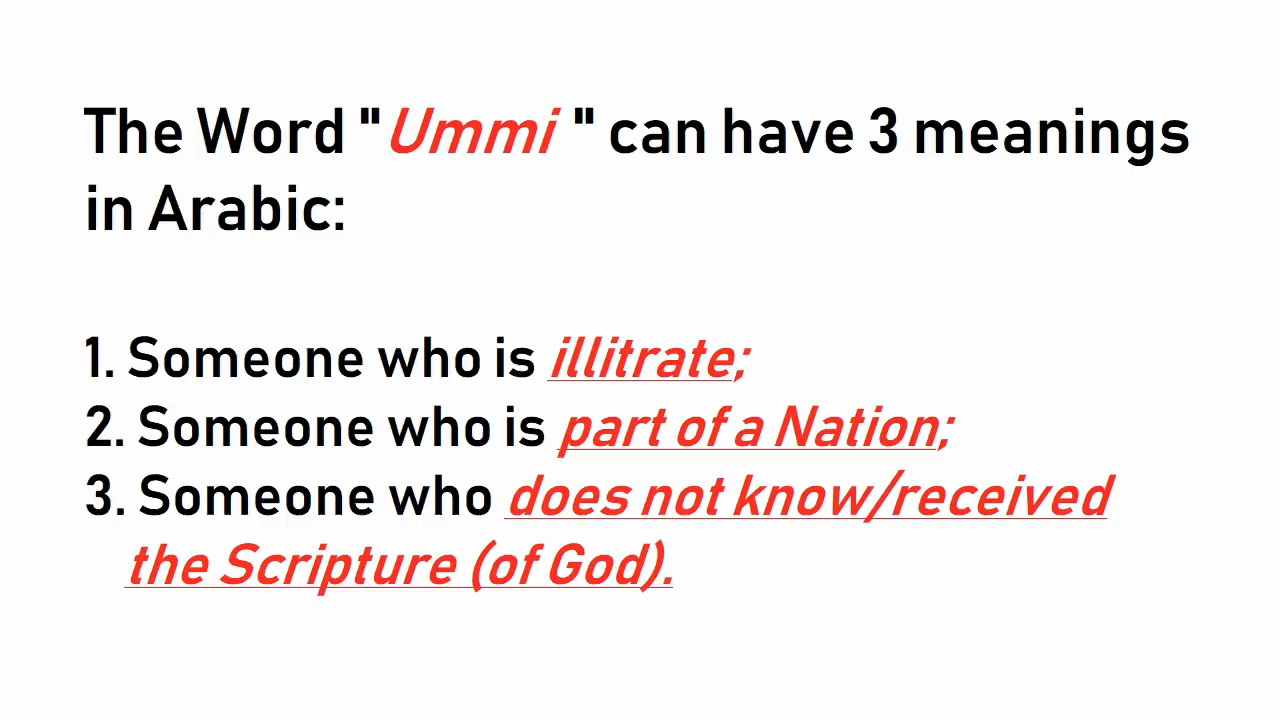 The Word "Ummi " can have 3 meanings
in Arabic:
1. Someone who is illitrate;
2. Someone who is part of a Nation;
3. Someone who does not know/received
the Scripture (of God).